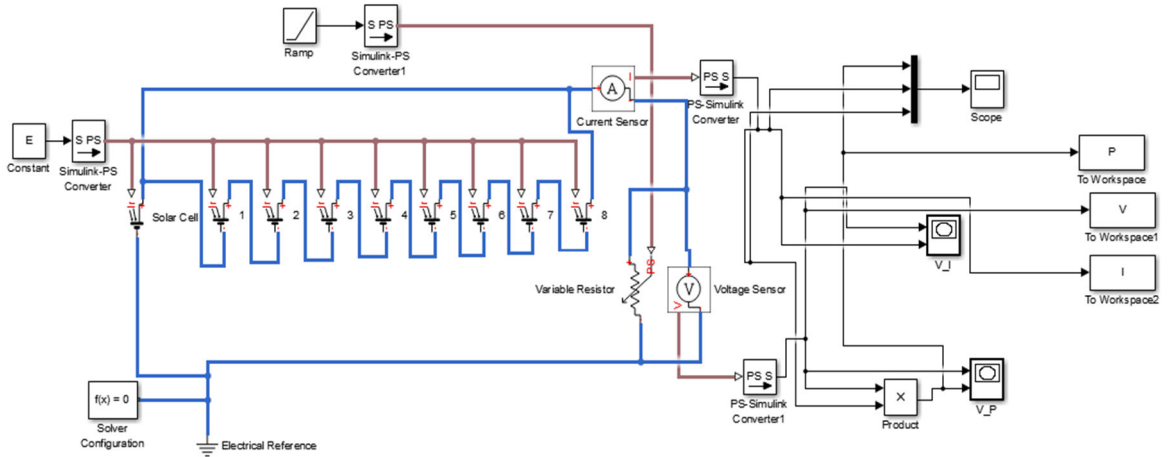 Ramp
S PS
Simulink-PS
Converter1
E
Constant
S PS
Simulink-PS
Converter
A
I
Current Sensor
PS S
PS-Simulink
Converter
Scope
P
To Workspace
V
To Workspace1
I
To Workspace2
V_I
Solar Cell
1
2
3
4
5
6
7
8
Variable Resistor
PS
V
V
Voltage Sensor
PS S
PS-Simulink
Converter1
×
Product
V_P
f(x) = 0
Solver
Configuration
Electrical Reference